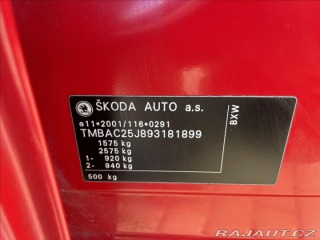 ŠKODA AUTO a.s.
e11*2001/116*0291
TMBAC25J893181899
1575 kg
2575 kg
1- 920 kg
2- 840 kg
500 kg
BXW
RAJAUT.CZ